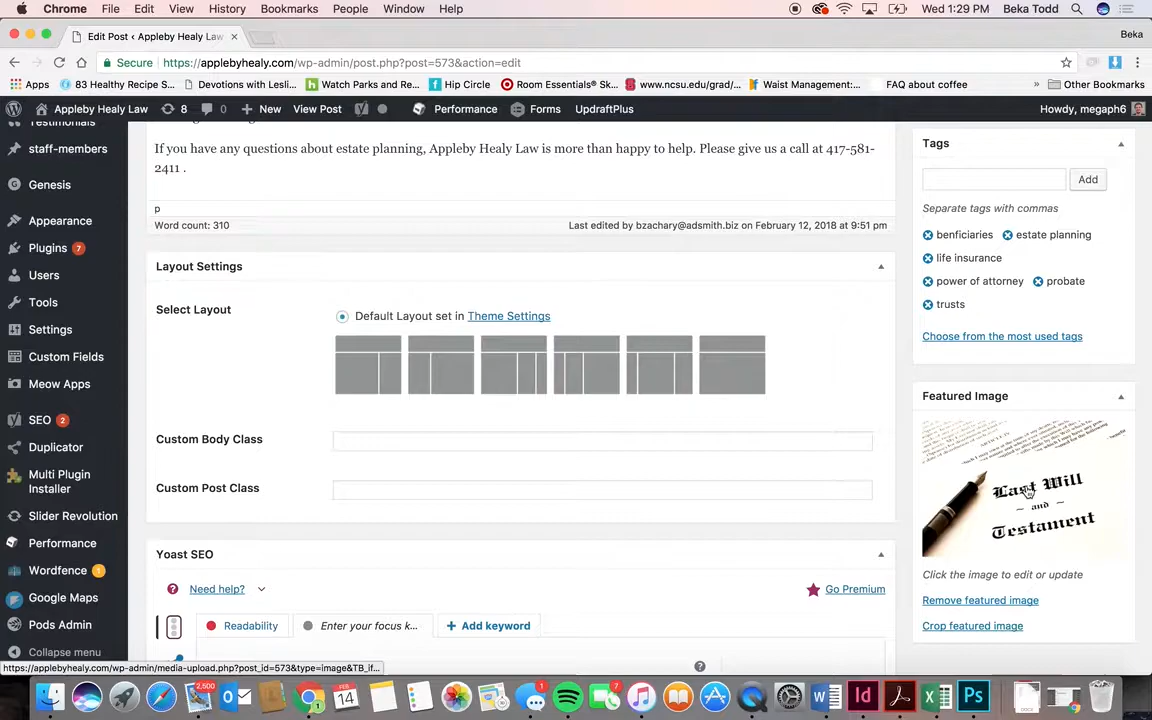 Chrome File Edit View History Bookmarks People Window Help
Wed 1:29 PM Beka Todd
Edit Post ‹ Appleby Healy Law
Beka
Secure https://applebyhealy.com/wp-admin/post.php?post=573&action=edit
Apps 83 Healthy Recipe S... Devotions with Lesli... Watch Parks and Re... Hip Circle Room Essentials® Sk... www.ncsu.edu/grad/... Waist Management:... FAQ about coffee » Other Bookmarks
Appleby Healy Law 8 0 New View Post Performance Forms UpdraftPlus Howdy, megaph6
Testimonials
staff-members
Genesis
Appearance
Plugins 7
Users
Tools
Settings
Custom Fields
Meow Apps
SEO 2
Duplicator
Multi Plugin
Installer
Slider Revolution
Performance
Wordfence 1
Google Maps
Pods Admin
Collapse menu
If you have any questions about estate planning, Appleby Healy Law is more than happy to help. Please give us a call at 417-581-
2411 .
p
Word count: 310
Last edited by bzachary@adsmith.biz on February 12, 2018 at 9:51 pm
Layout Settings
Select Layout
Default Layout set in Theme Settings
Custom Body Class
Custom Post Class
Yoast SEO
Need help?
Go Premium
Readability
Enter your focus k...
Add keyword
Tags
Add
Separate tags with commas
benficiaries estate planning
life insurance
power of attorney probate
trusts
Choose from the most used tags
Featured Image
Last Will
and
Testament
Click the image to edit or update
Remove featured image
Crop featured image
https://applebyhealy.com/wp-admin/media-upload.php?post_id=573&type=image&TB_if...
2,500
FEB
14
1
7
Id
Ps